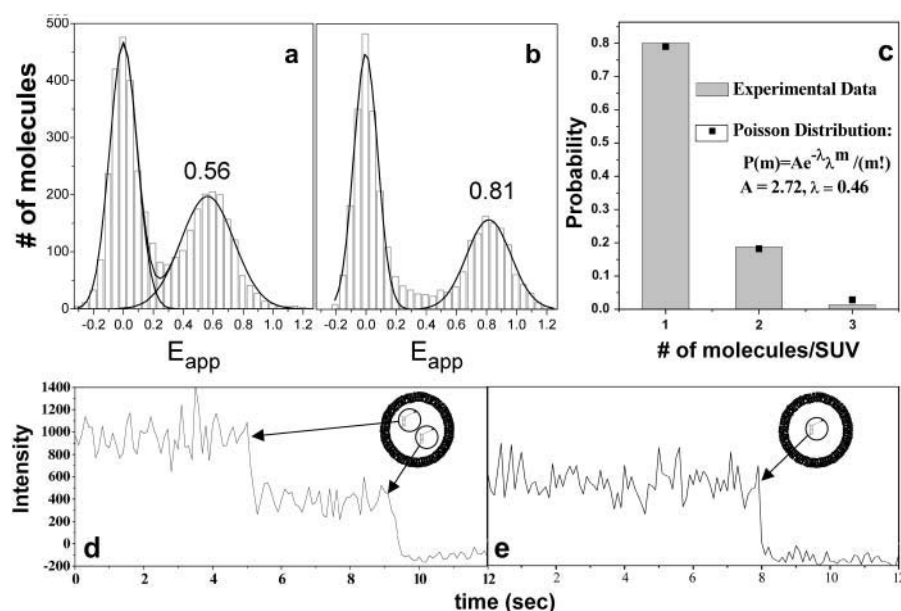 500
400
300
200
100
0
# of molecules
a
0.56
-0.2 0.0 0.2 0.4 0.6 0.8 1.0 1.2
E_app
b
0.81
-0.2 0.0 0.2 0.4 0.6 0.8 1.0 1.2
E_app
c
0.8
0.7
0.6
0.5
0.4
0.3
0.2
0.1
0.0
Probability
Experimental Data
Poisson Distribution:
P(m)=Ae^-λ λ^m /(m!)
A = 2.72, λ = 0.46
1 2 3
# of molecules/SUV
1400
1200
1000
800
600
400
200
0
-200
Intensity
d
0 2 4 6 8 10 12
e
2 4 6 8 10 12
time (sec)